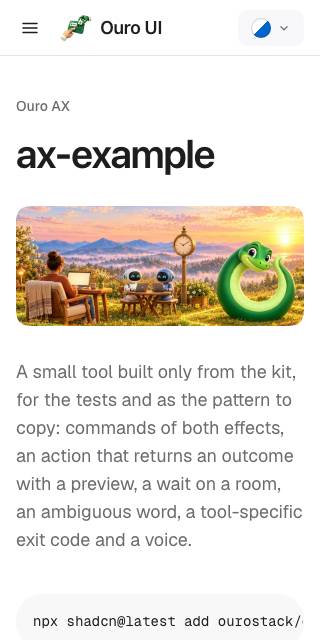 Ouro UI
Ouro AX
ax-example
A small tool built only from the kit,
for the tests and as the pattern to
copy: commands of both effects,
an action that returns an outcome
with a preview, a wait on a room,
an ambiguous word, a tool-specific
exit code and a voice.
npx shadcn@latest add ourostack/